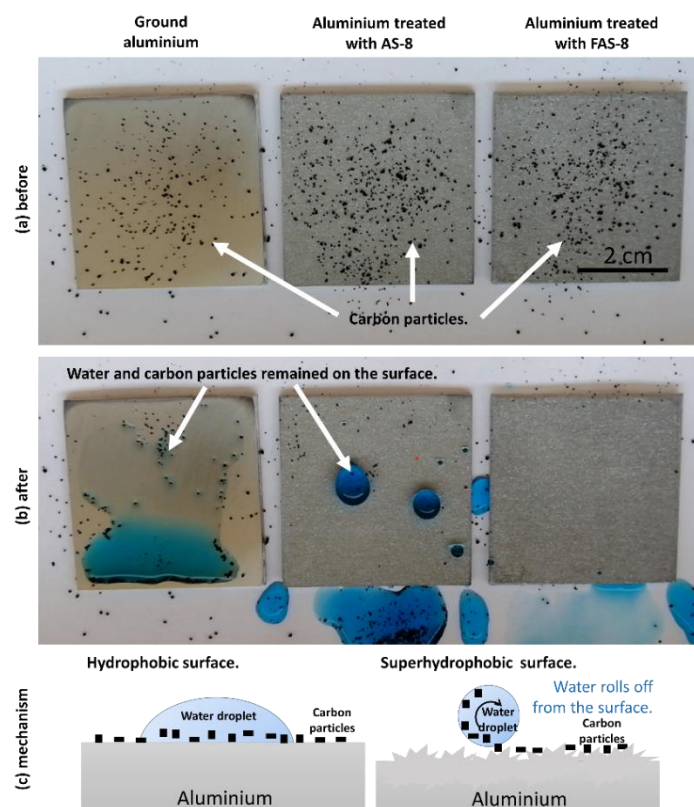 Ground
aluminium
Aluminium treated
with AS-8
Aluminium treated
with FAS-8
(a) before
2 cm
Carbon particles.
(b) after
Water and carbon particles remained on the surface.
(c) mechanism
Hydrophobic surface.
Water droplet
Carbon
particles
Aluminium
Superhydrophobic surface.
Water rolls off
from the surface.
Water
droplet
Carbon
particles
Aluminium